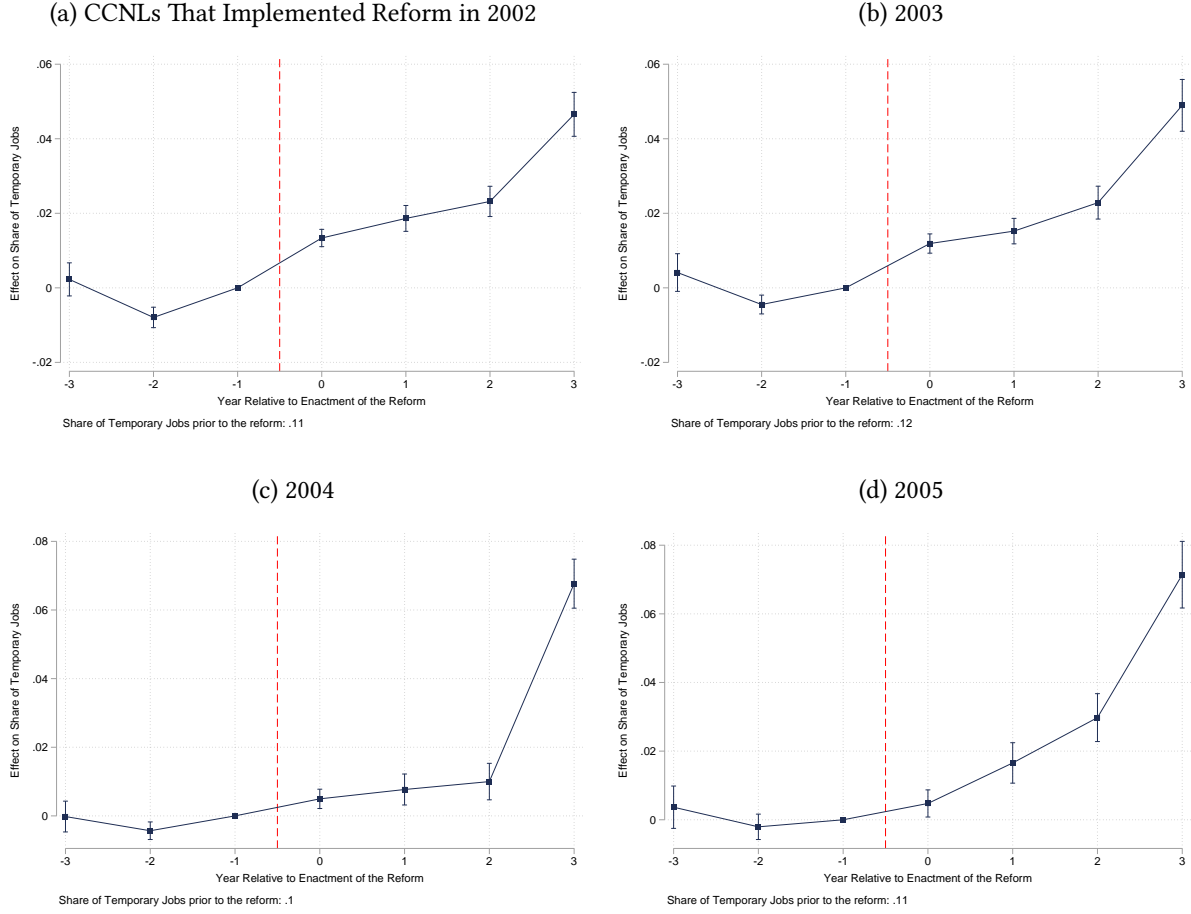 (a) CCNLs That Implemented Reform in 2002
.06
.04
.02
0
-.02
Effect on Share of Temporary Jobs
-3 -2 -1 0 1 2 3
Year Relative to Enactment of the Reform
Share of Temporary Jobs prior to the reform: .11
(b) 2003
.06
.04
.02
0
-.02
Effect on Share of Temporary Jobs
-3 -2 -1 0 1 2 3
Year Relative to Enactment of the Reform
Share of Temporary Jobs prior to the reform: .12
(c) 2004
.08
.06
.04
.02
0
Effect on Share of Temporary Jobs
-3 -2 -1 0 1 2 3
Year Relative to Enactment of the Reform
Share of Temporary Jobs prior to the reform: .1
(d) 2005
.08
.06
.04
.02
0
Effect on Share of Temporary Jobs
-3 -2 -1 0 1 2 3
Year Relative to Enactment of the Reform
Share of Temporary Jobs prior to the reform: .11